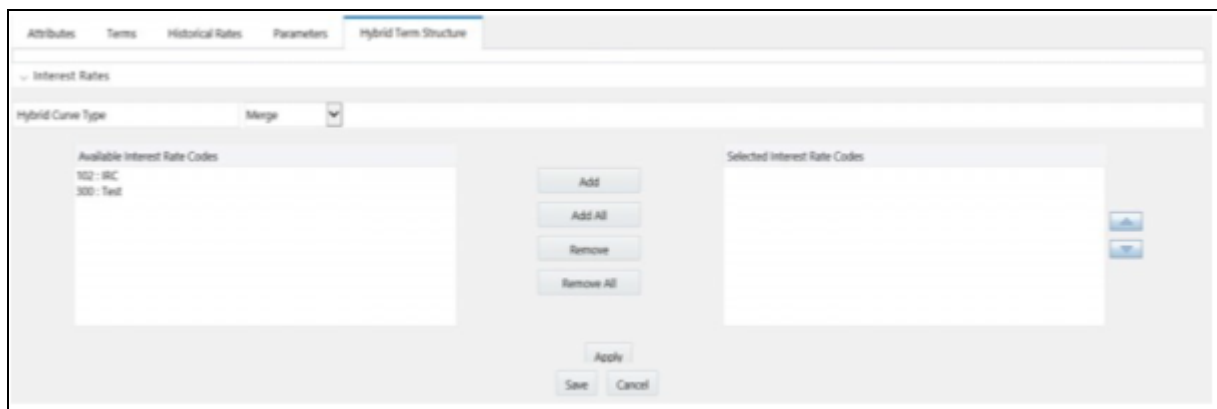 Attributes Terms Historical Rates Parameters Hybrid Term Structure
Interest Rates
Hybrid Curve Type Merge
Available Interest Rate Codes Selected Interest Rate Codes
102 : IRC
300 : Test
Add
Add All
Remove
Remove All
Apply
Save Cancel